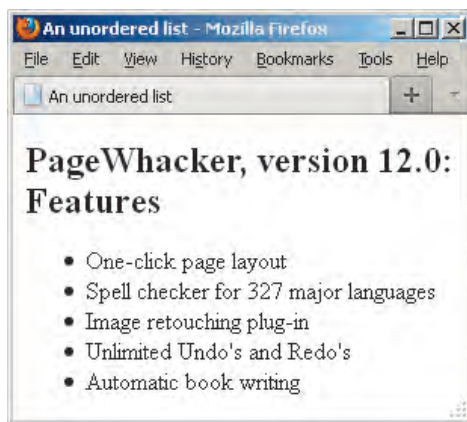 An unordered list - Mozilla Firefox
File Edit View History Bookmarks Tools Help
An unordered list
PageWhacker, version 12.0:
Features
• One-click page layout
• Spell checker for 327 major languages
• Image retouching plug-in
• Unlimited Undo's and Redo's
• Automatic book writing